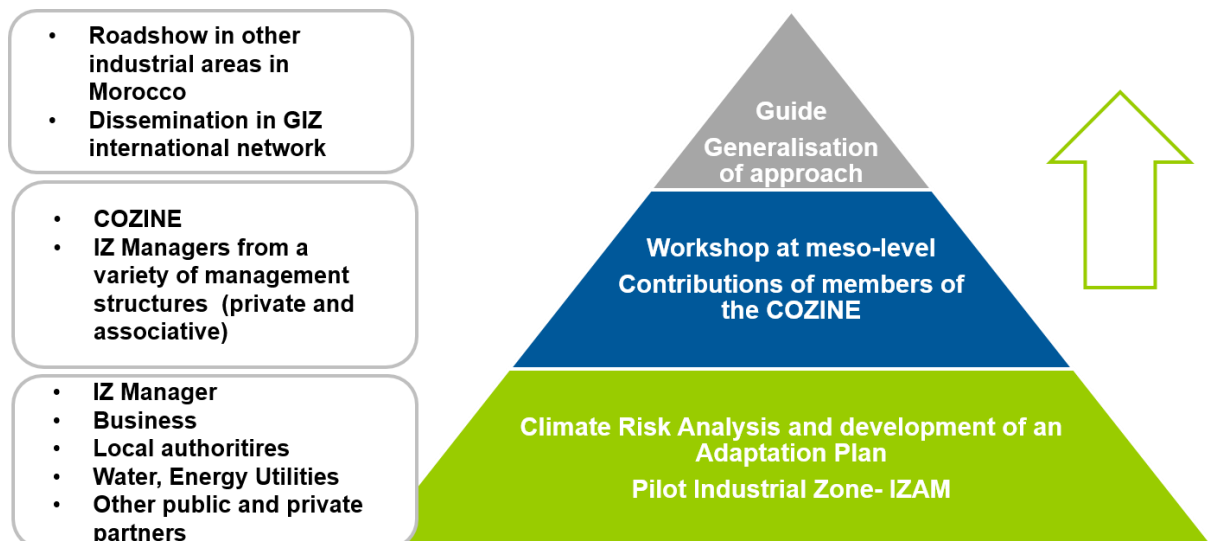 • Roadshow in other
industrial areas in
Morocco
• Dissemination in GIZ
international network
Guide
Generalisation
of approach
• COZINE
• IZ Managers from a
variety of management
structures  (private and
associative)
Workshop at meso-level
Contributions of members of
the COZINE
• IZ Manager
• Business
• Local authoritires
• Water, Energy Utilities
• Other public and private
partners
Climate Risk Analysis and development of an
Adaptation Plan
Pilot Industrial Zone- IZAM